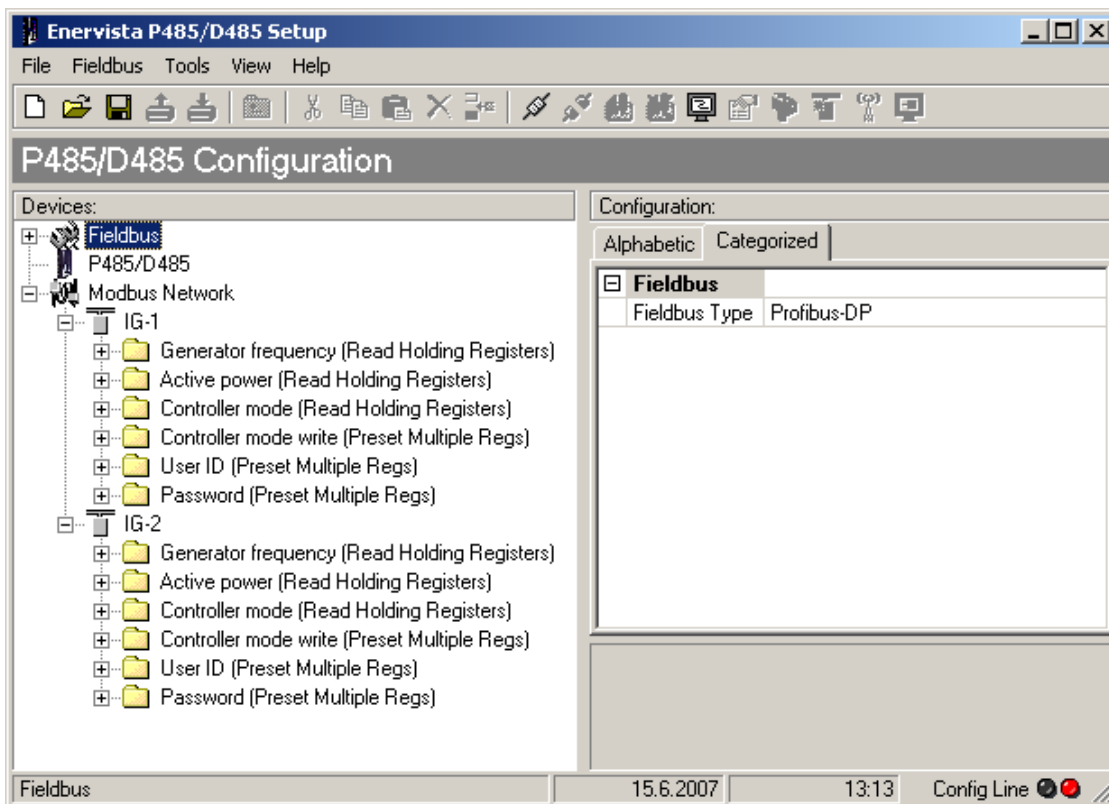 Enervista P485/D485 Setup
File Fieldbus Tools View Help
P485/D485 Configuration
Devices:
Fieldbus
P485/D485
Modbus Network
IG-1
Generator frequency (Read Holding Registers)
Active power (Read Holding Registers)
Controller mode (Read Holding Registers)
Controller mode write (Preset Multiple Regs)
User ID (Preset Multiple Regs)
Password (Preset Multiple Regs)
IG-2
Generator frequency (Read Holding Registers)
Active power (Read Holding Registers)
Controller mode (Read Holding Registers)
Controller mode write (Preset Multiple Regs)
User ID (Preset Multiple Regs)
Password (Preset Multiple Regs)
Configuration:
Alphabetic Categorized
Fieldbus
Fieldbus Type Profibus-DP
Fieldbus 15.6.2007 13:13 Config Line